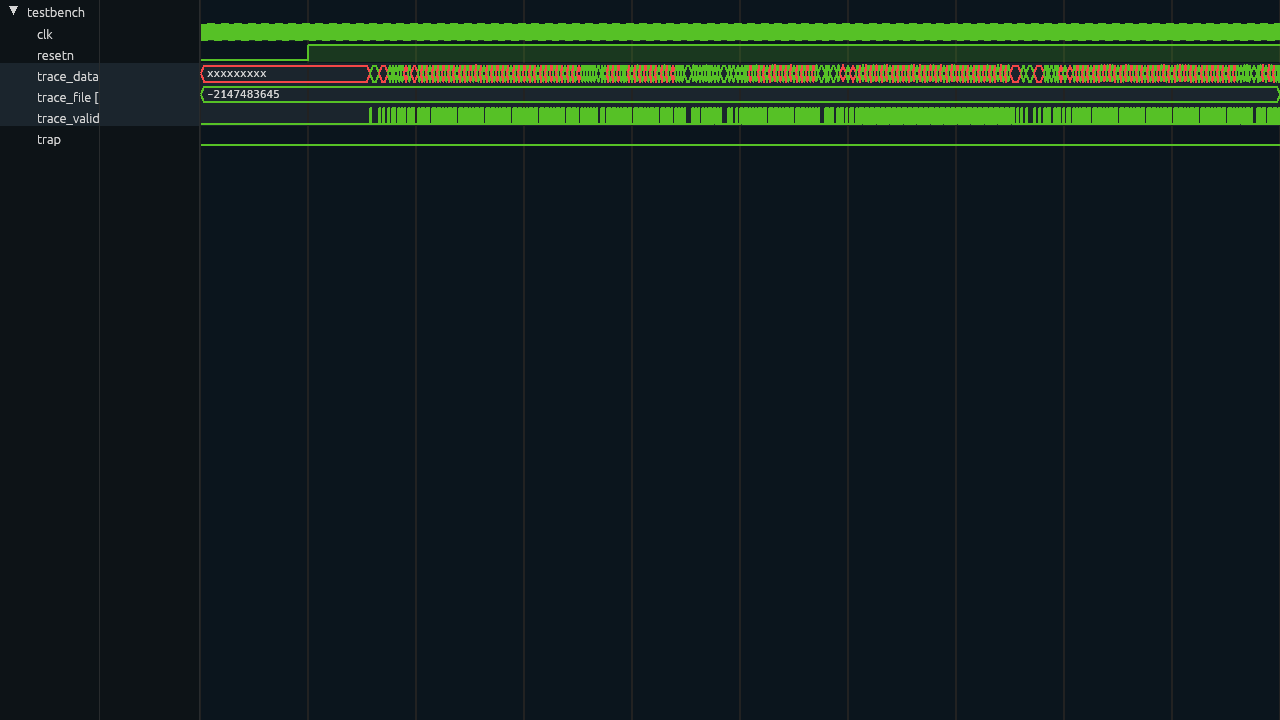 testbench
clk
resetn
trace_data
xxxxxxxxx
trace_file [
-2147483645
trace_valid
trap